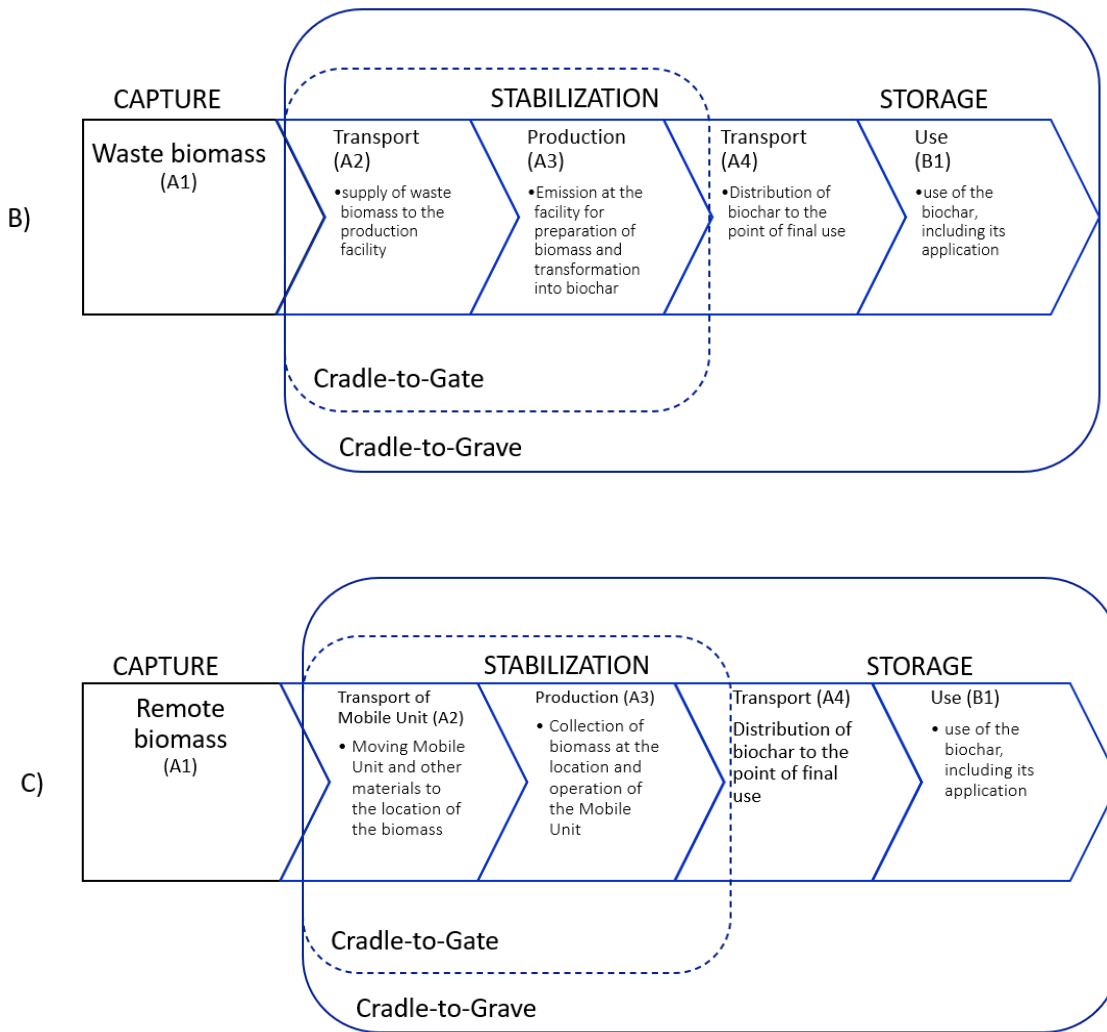 B)
CAPTURE
STABILIZATION
STORAGE
Waste biomass
(A1)
Transport
(A2)
•supply of waste
biomass to the
production
facility
Production
(A3)
•Emission at the
facility for
preparation of
biomass and
transformation
into biochar
Transport
(A4)
•Distribution of
biochar to the
point of final use
Use
(B1)
•use of the
biochar,
including its
application
Cradle-to-Gate
Cradle-to-Grave
C)
CAPTURE
STABILIZATION
STORAGE
Remote
biomass
(A1)
Transport of
Mobile Unit (A2)
• Moving Mobile
Unit and other
materials to
the location of
the biomass
Production (A3)
• Collection of
biomass at the
location and
operation of
the Mobile
Unit
Transport (A4)
Distribution of
biochar to the
point of final
use
Use (B1)
• use of the
biochar,
including its
application
Cradle-to-Gate
Cradle-to-Grave